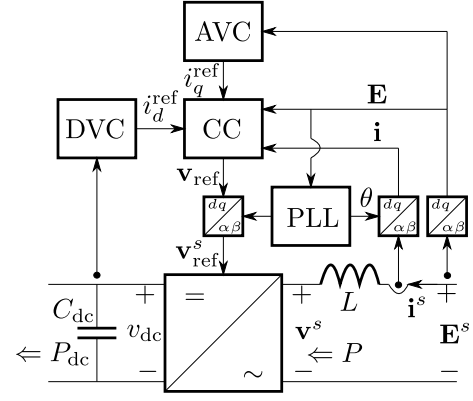 AVC
i_q^ref
i_d^ref
E
DVC
CC
i
v_ref
dq
αβ
PLL
θ
dq
αβ
dq
αβ
v_ref^s
+
=
+
L
i^s
+
C_dc
v_dc
v^s
E^s
⇐ P_dc
⇐ P
−
∼
−
−